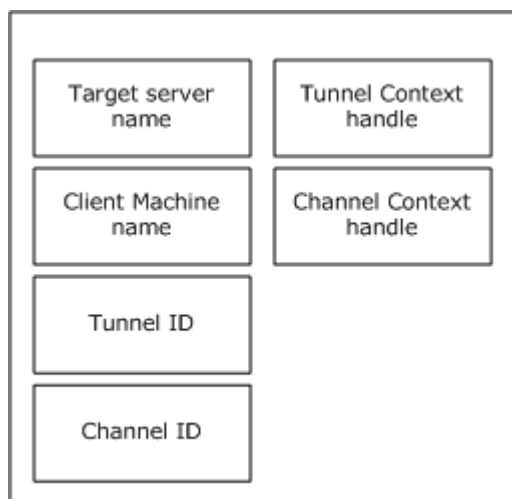 Target server
name
Tunnel Context
handle
Client Machine
name
Channel Context
handle
Tunnel ID
Channel ID